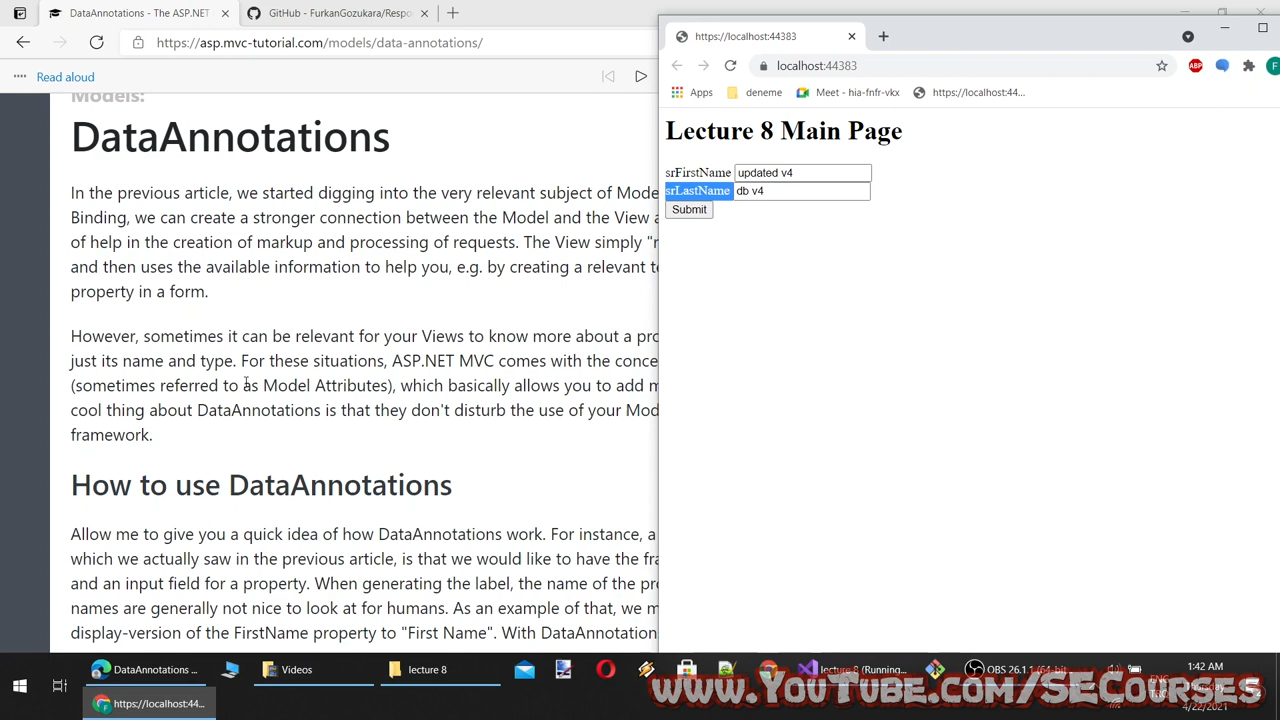 DataAnnotations - The ASP.NET
GitHub - FurkanGozukara/Respo
https://asp.mvc-tutorial.com/models/data-annotations/
Read aloud
Models:
DataAnnotations
In the previous article, we started digging into the very relevant subject of Mode
Binding, we can create a stronger connection between the Model and the View a
of help in the creation of markup and processing of requests. The View simply "r
and then uses the available information to help you, e.g. by creating a relevant te
property in a form.
However, sometimes it can be relevant for your Views to know more about a pro
just its name and type. For these situations, ASP.NET MVC comes with the conce
(sometimes referred to as Model Attributes), which basically allows you to add m
cool thing about DataAnnotations is that they don't disturb the use of your Mod
framework.
How to use DataAnnotations
Allow me to give you a quick idea of how DataAnnotations work. For instance, a
which we actually saw in the previous article, is that we would like to have the fra
and an input field for a property. When generating the label, the name of the pro
names are generally not nice to look at for humans. As an example of that, we m
display-version of the FirstName property to "First Name". With DataAnnotation
https://localhost:44383
localhost:44383
ABP
F
Apps
deneme
Meet - hia-fnfr-vkx
https://localhost:44...
Lecture 8 Main Page
srFirstName updated v4
srLastName db v4
Submit
DataAnnotations ...
Videos
lecture 8
lecture 8 (Running...
OBS 26.1.1 (64-bit...
ENG
1:42 AM
Thursday
4/22/2021
https://localhost:44...
www.YouTube.com/SECourses